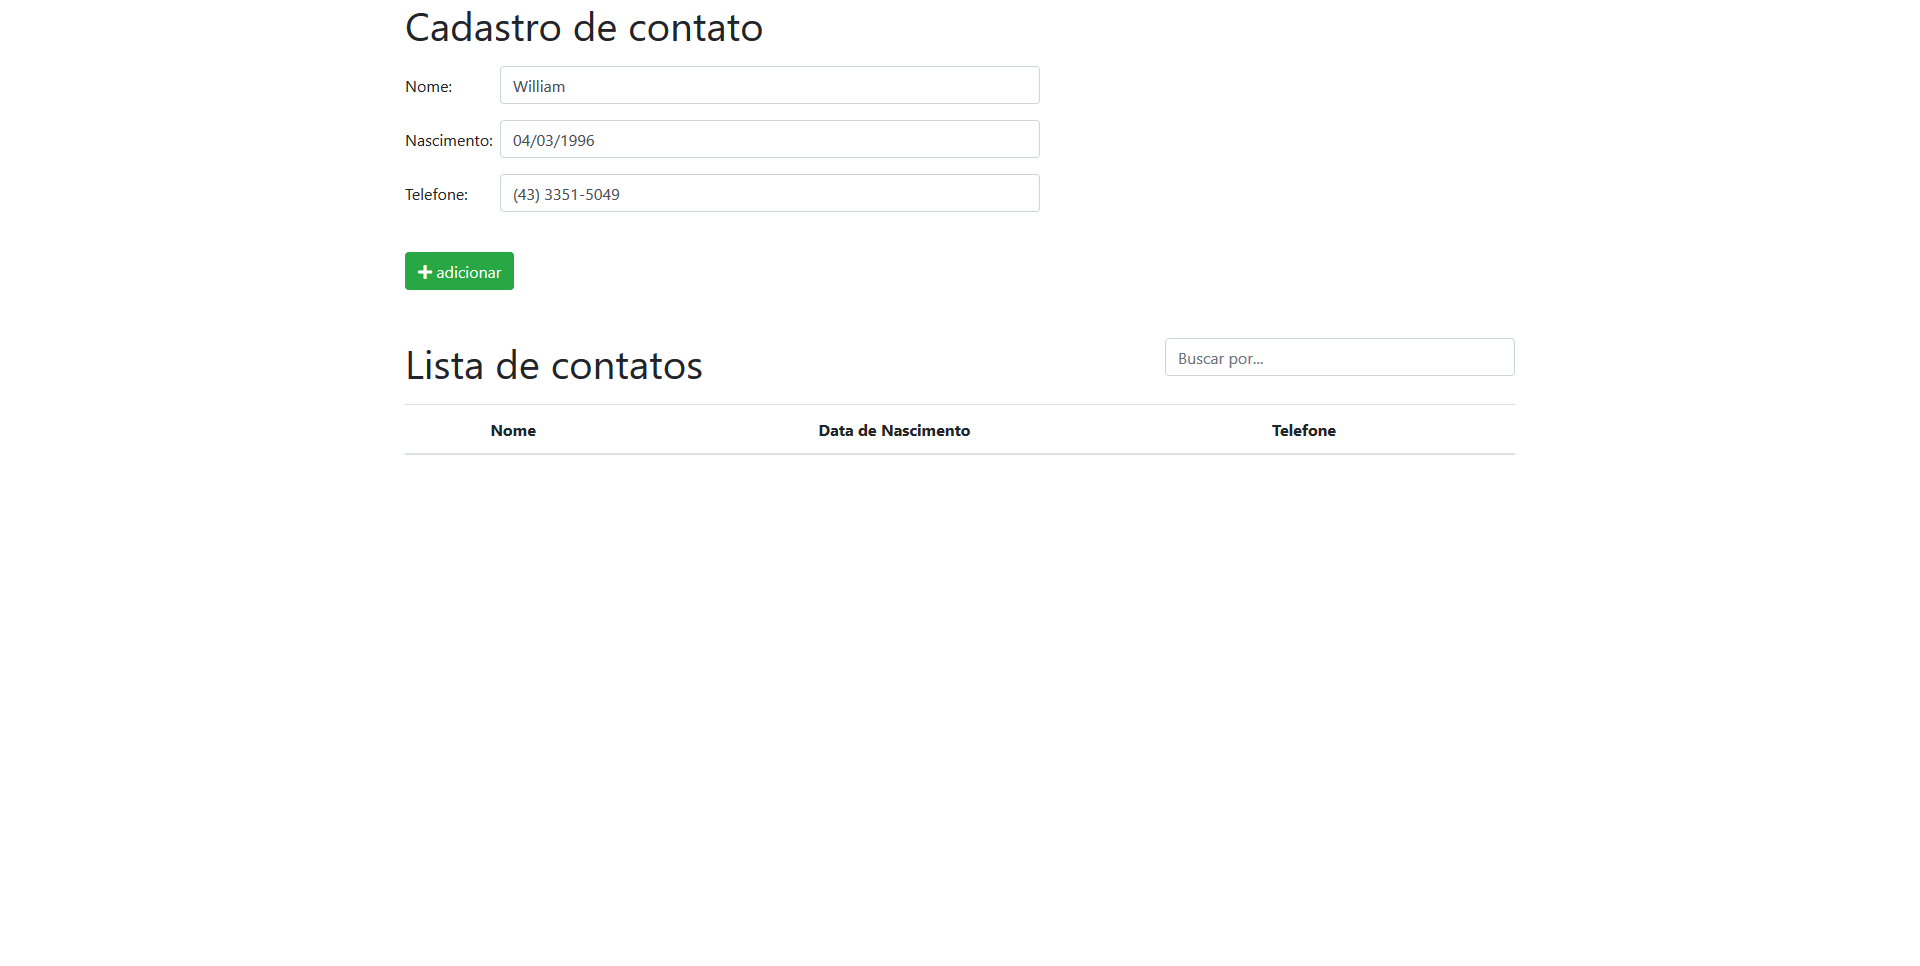 Cadastro de contato
Nome: William
Nascimento: 04/03/1996
Telefone: (43) 3351-5049
adicionar
Lista de contatos Buscar por...
Nome Data de Nascimento Telefone